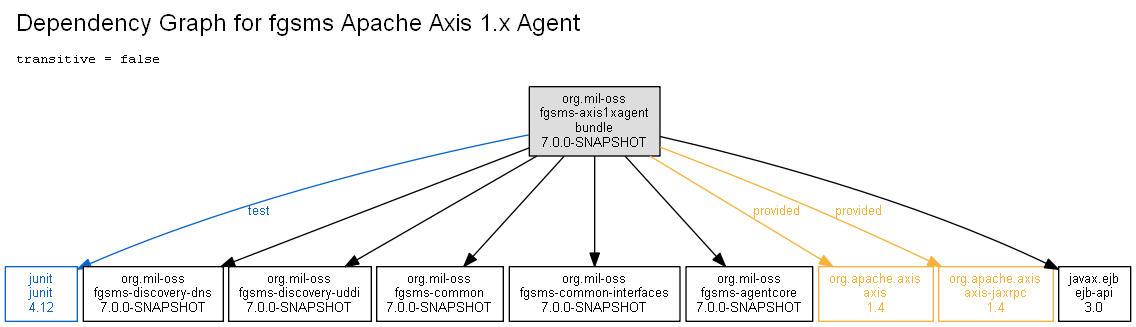 Dependency Graph for fgsms Apache Axis 1.x Agent
transitive = false
org.mil-oss
fgsms-axis1xagent
bundle
7.0.0-SNAPSHOT
test
provided
provided
junit
junit
4.12
org.mil-oss
fgsms-discovery-dns
7.0.0-SNAPSHOT
org.mil-oss
fgsms-discovery-uddi
7.0.0-SNAPSHOT
org.mil-oss
fgsms-common
7.0.0-SNAPSHOT
org.mil-oss
fgsms-common-interfaces
7.0.0-SNAPSHOT
org.mil-oss
fgsms-agentcore
7.0.0-SNAPSHOT
org.apache.axis
axis
1.4
org.apache.axis
axis-jaxrpc
1.4
javax.ejb
ejb-api
3.0